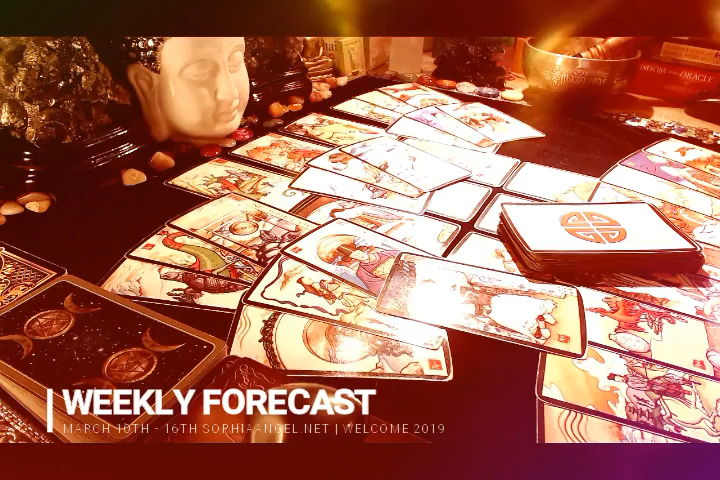 WEEKLY FORECAST
MARCH 10TH - 16TH SOPHIAANGEL.NET | WELCOME 2019